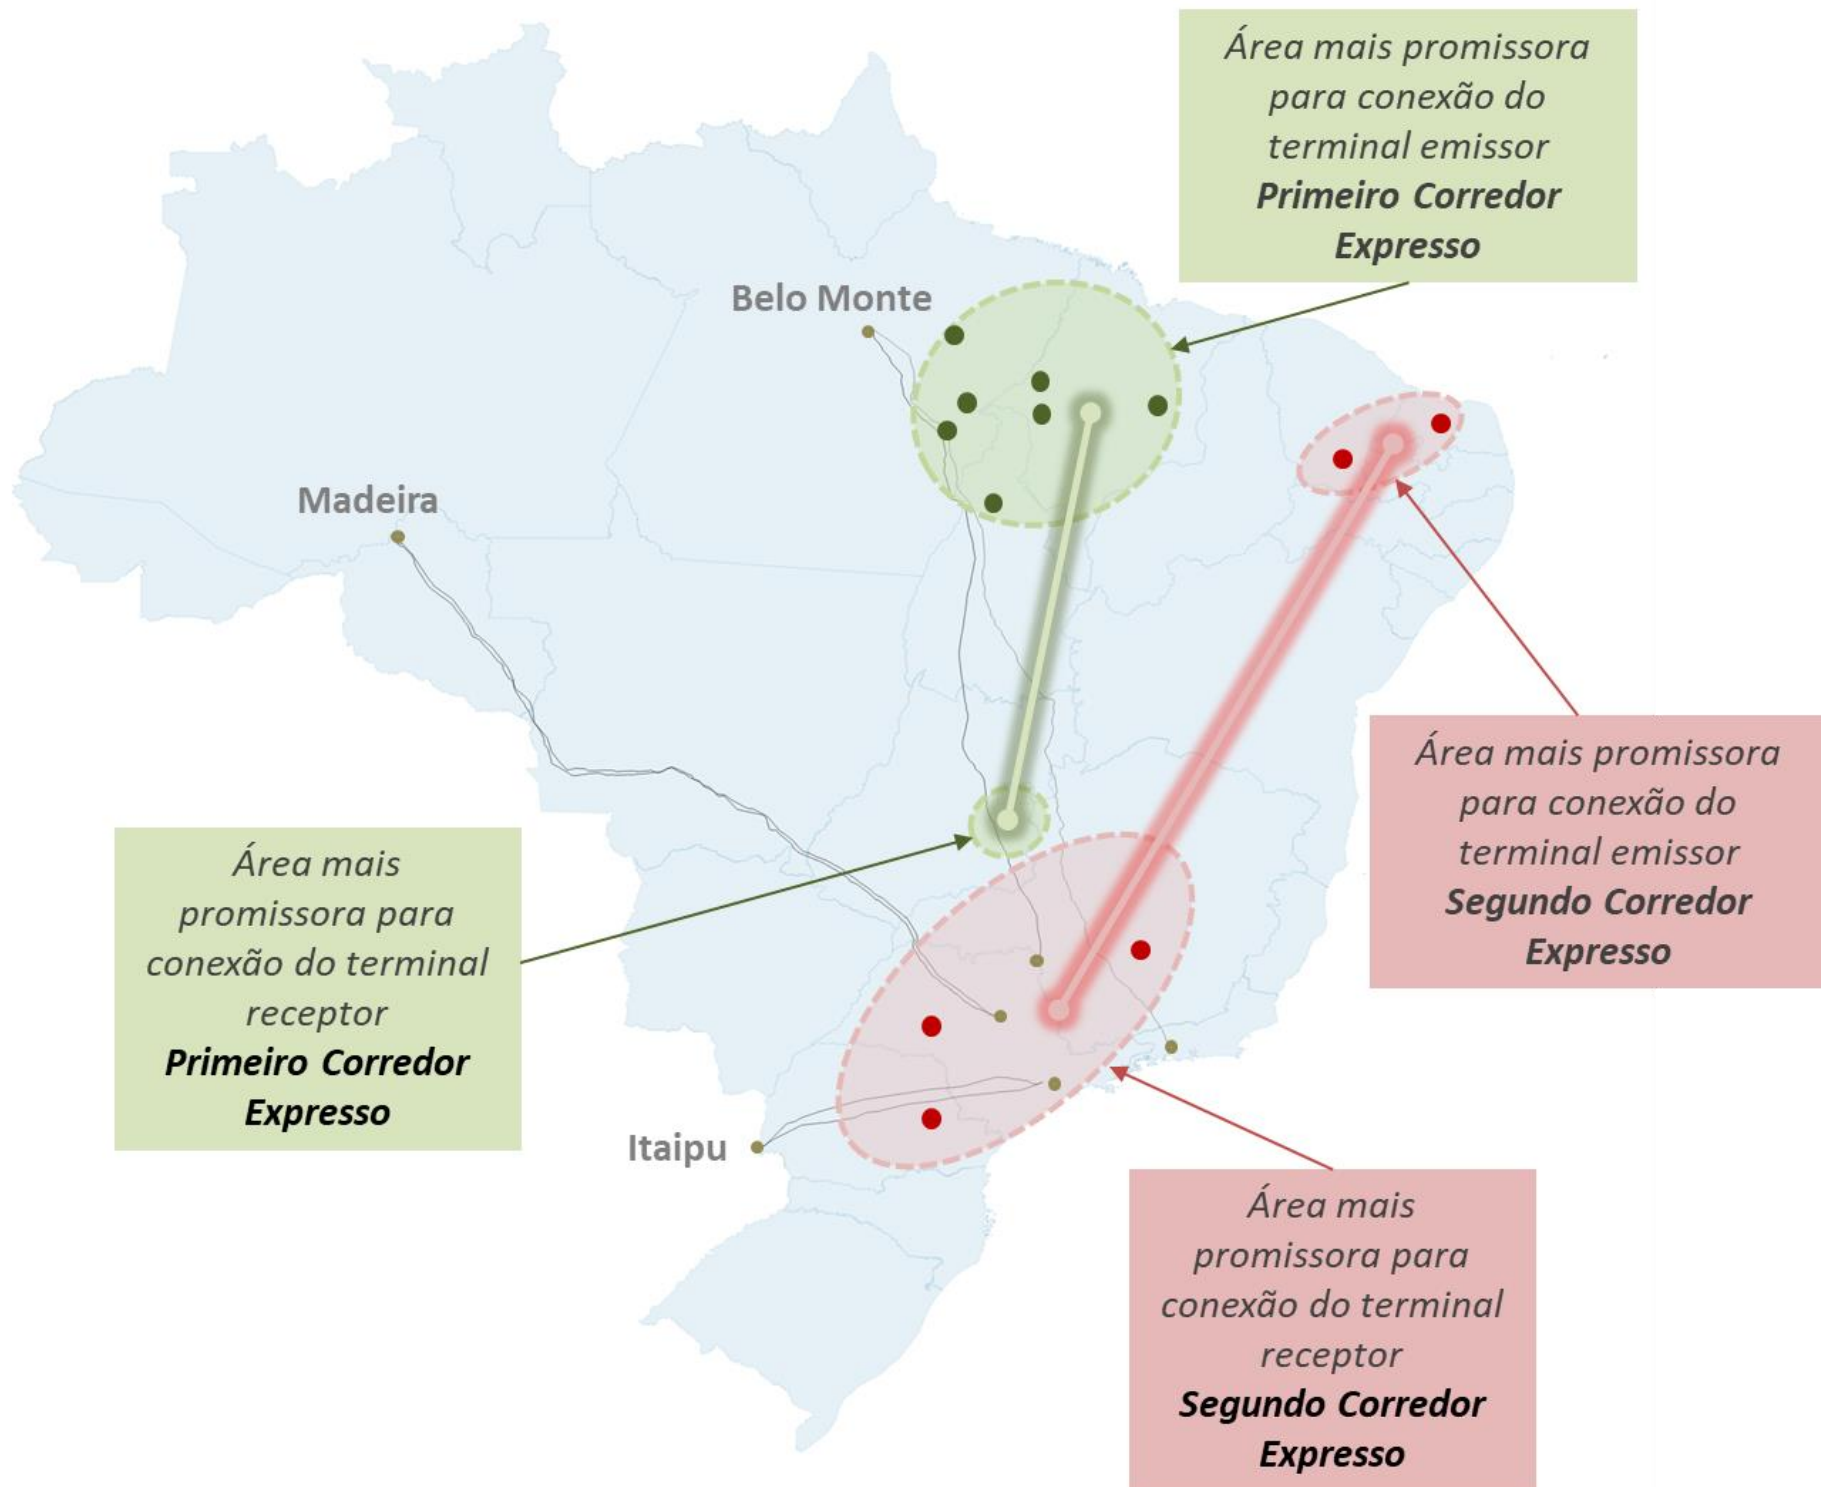 Área mais promissora
para conexão do
terminal emissor
Primeiro Corredor
Expresso
Belo Monte
Madeira
Área mais promissora
para conexão do
terminal emissor
Segundo Corredor
Expresso
Área mais
promissora para
conexão do terminal
receptor
Primeiro Corredor
Expresso
Itaipu
Área mais
promissora para
conexão do terminal
receptor
Segundo Corredor
Expresso